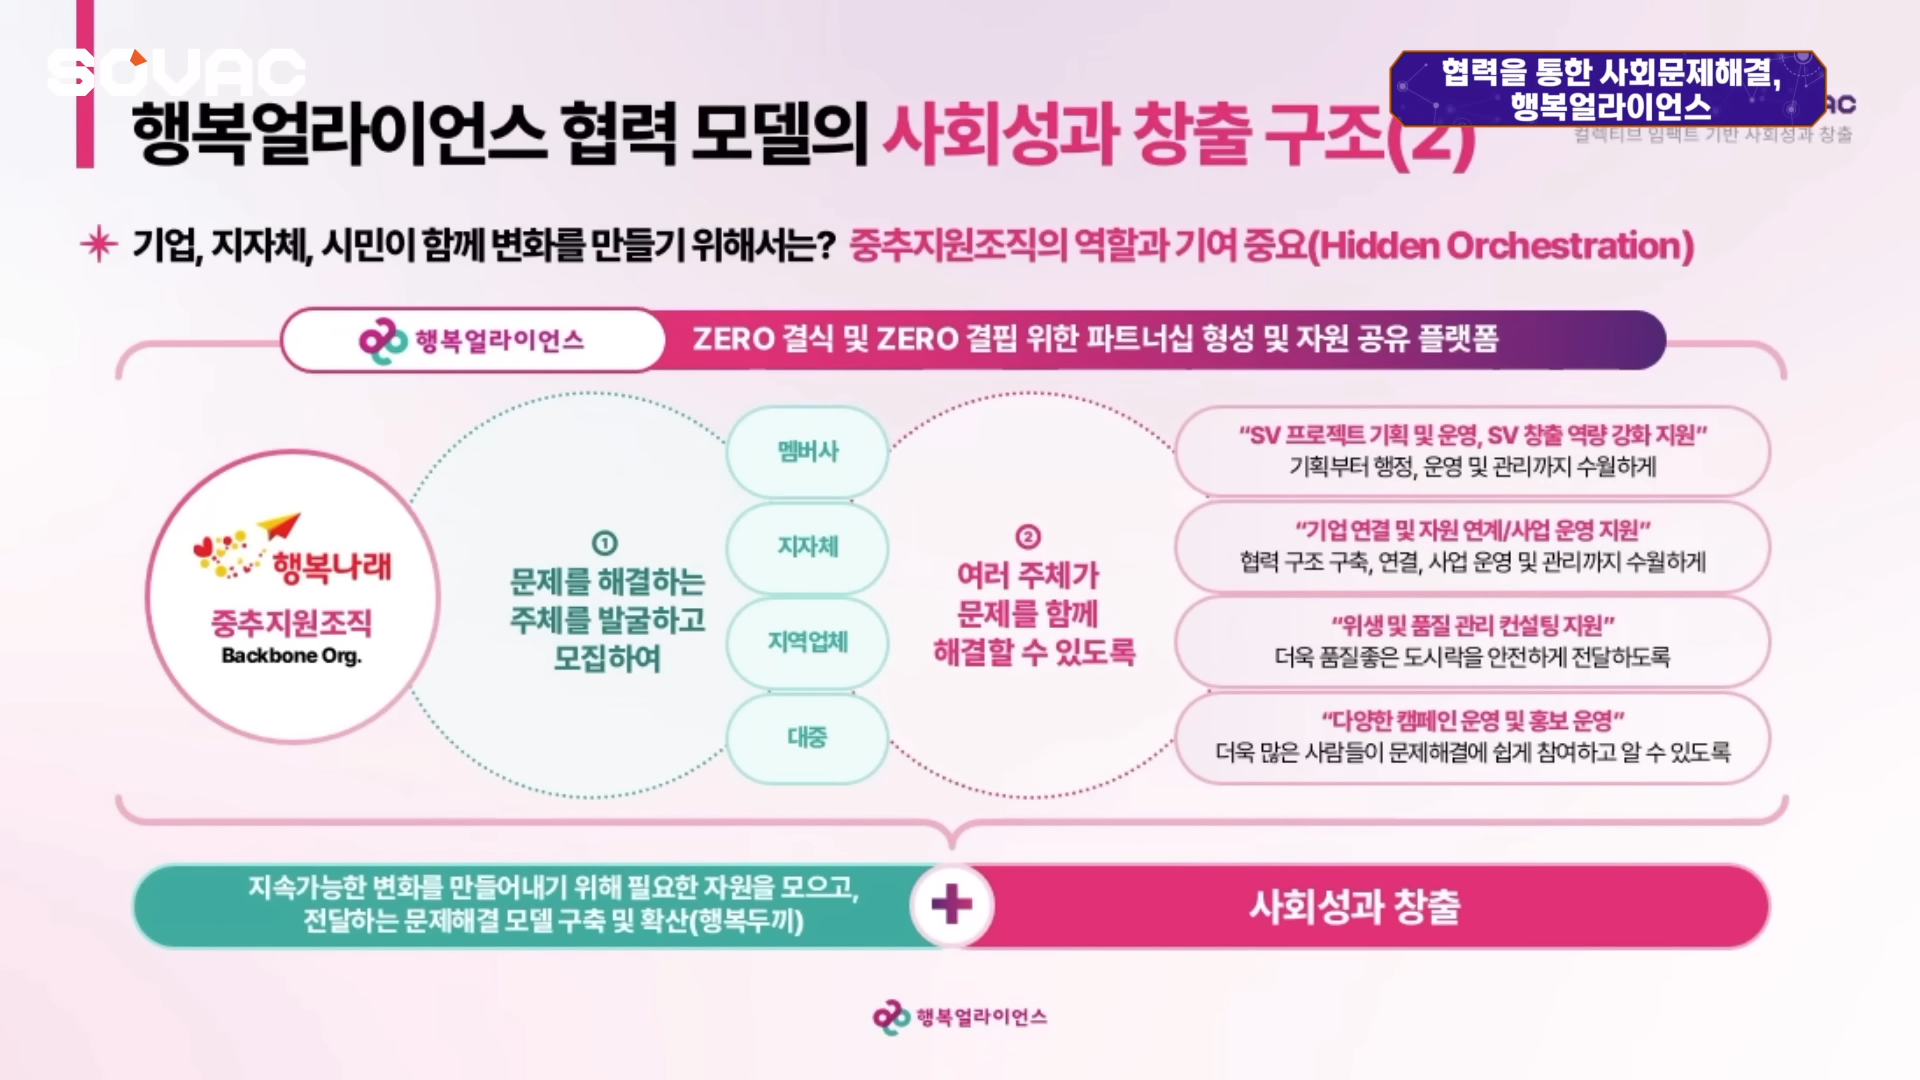 SOVAC
협력을 통한 사회문제해결,
행복얼라이언스
행복얼라이언스 협력 모델의 사회성과 창출 구조(2)
컬렉티브 임팩트 기반 사회성과 창출
기업, 지자체, 시민이 함께 변화를 만들기 위해서는? 중추지원조직의 역할과 기여 중요(Hidden Orchestration)
행복얼라이언스
ZERO 결식 및 ZERO 결핍 위한 파트너십 형성 및 자원 공유 플랫폼
행복나래
중추지원조직
Backbone Org.
①
문제를 해결하는
주체를 발굴하고
모집하여
멤버사
지자체
지역업체
대중
②
여러 주체가
문제를 함께
해결할 수 있도록
“SV 프로젝트 기획 및 운영, SV 창출 역량 강화 지원”
기획부터 행정, 운영 및 관리까지 수월하게
“기업 연결 및 자원 연계/사업 운영 지원”
협력 구조 구축, 연결, 사업 운영 및 관리까지 수월하게
“위생 및 품질 관리 컨설팅 지원”
더욱 품질좋은 도시락을 안전하게 전달하도록
“다양한 캠페인 운영 및 홍보 운영”
더욱 많은 사람들이 문제해결에 쉽게 참여하고 알 수 있도록
지속가능한 변화를 만들어내기 위해 필요한 자원을 모으고,
전달하는 문제해결 모델 구축 및 확산(행복두끼)
+
사회성과 창출
행복얼라이언스